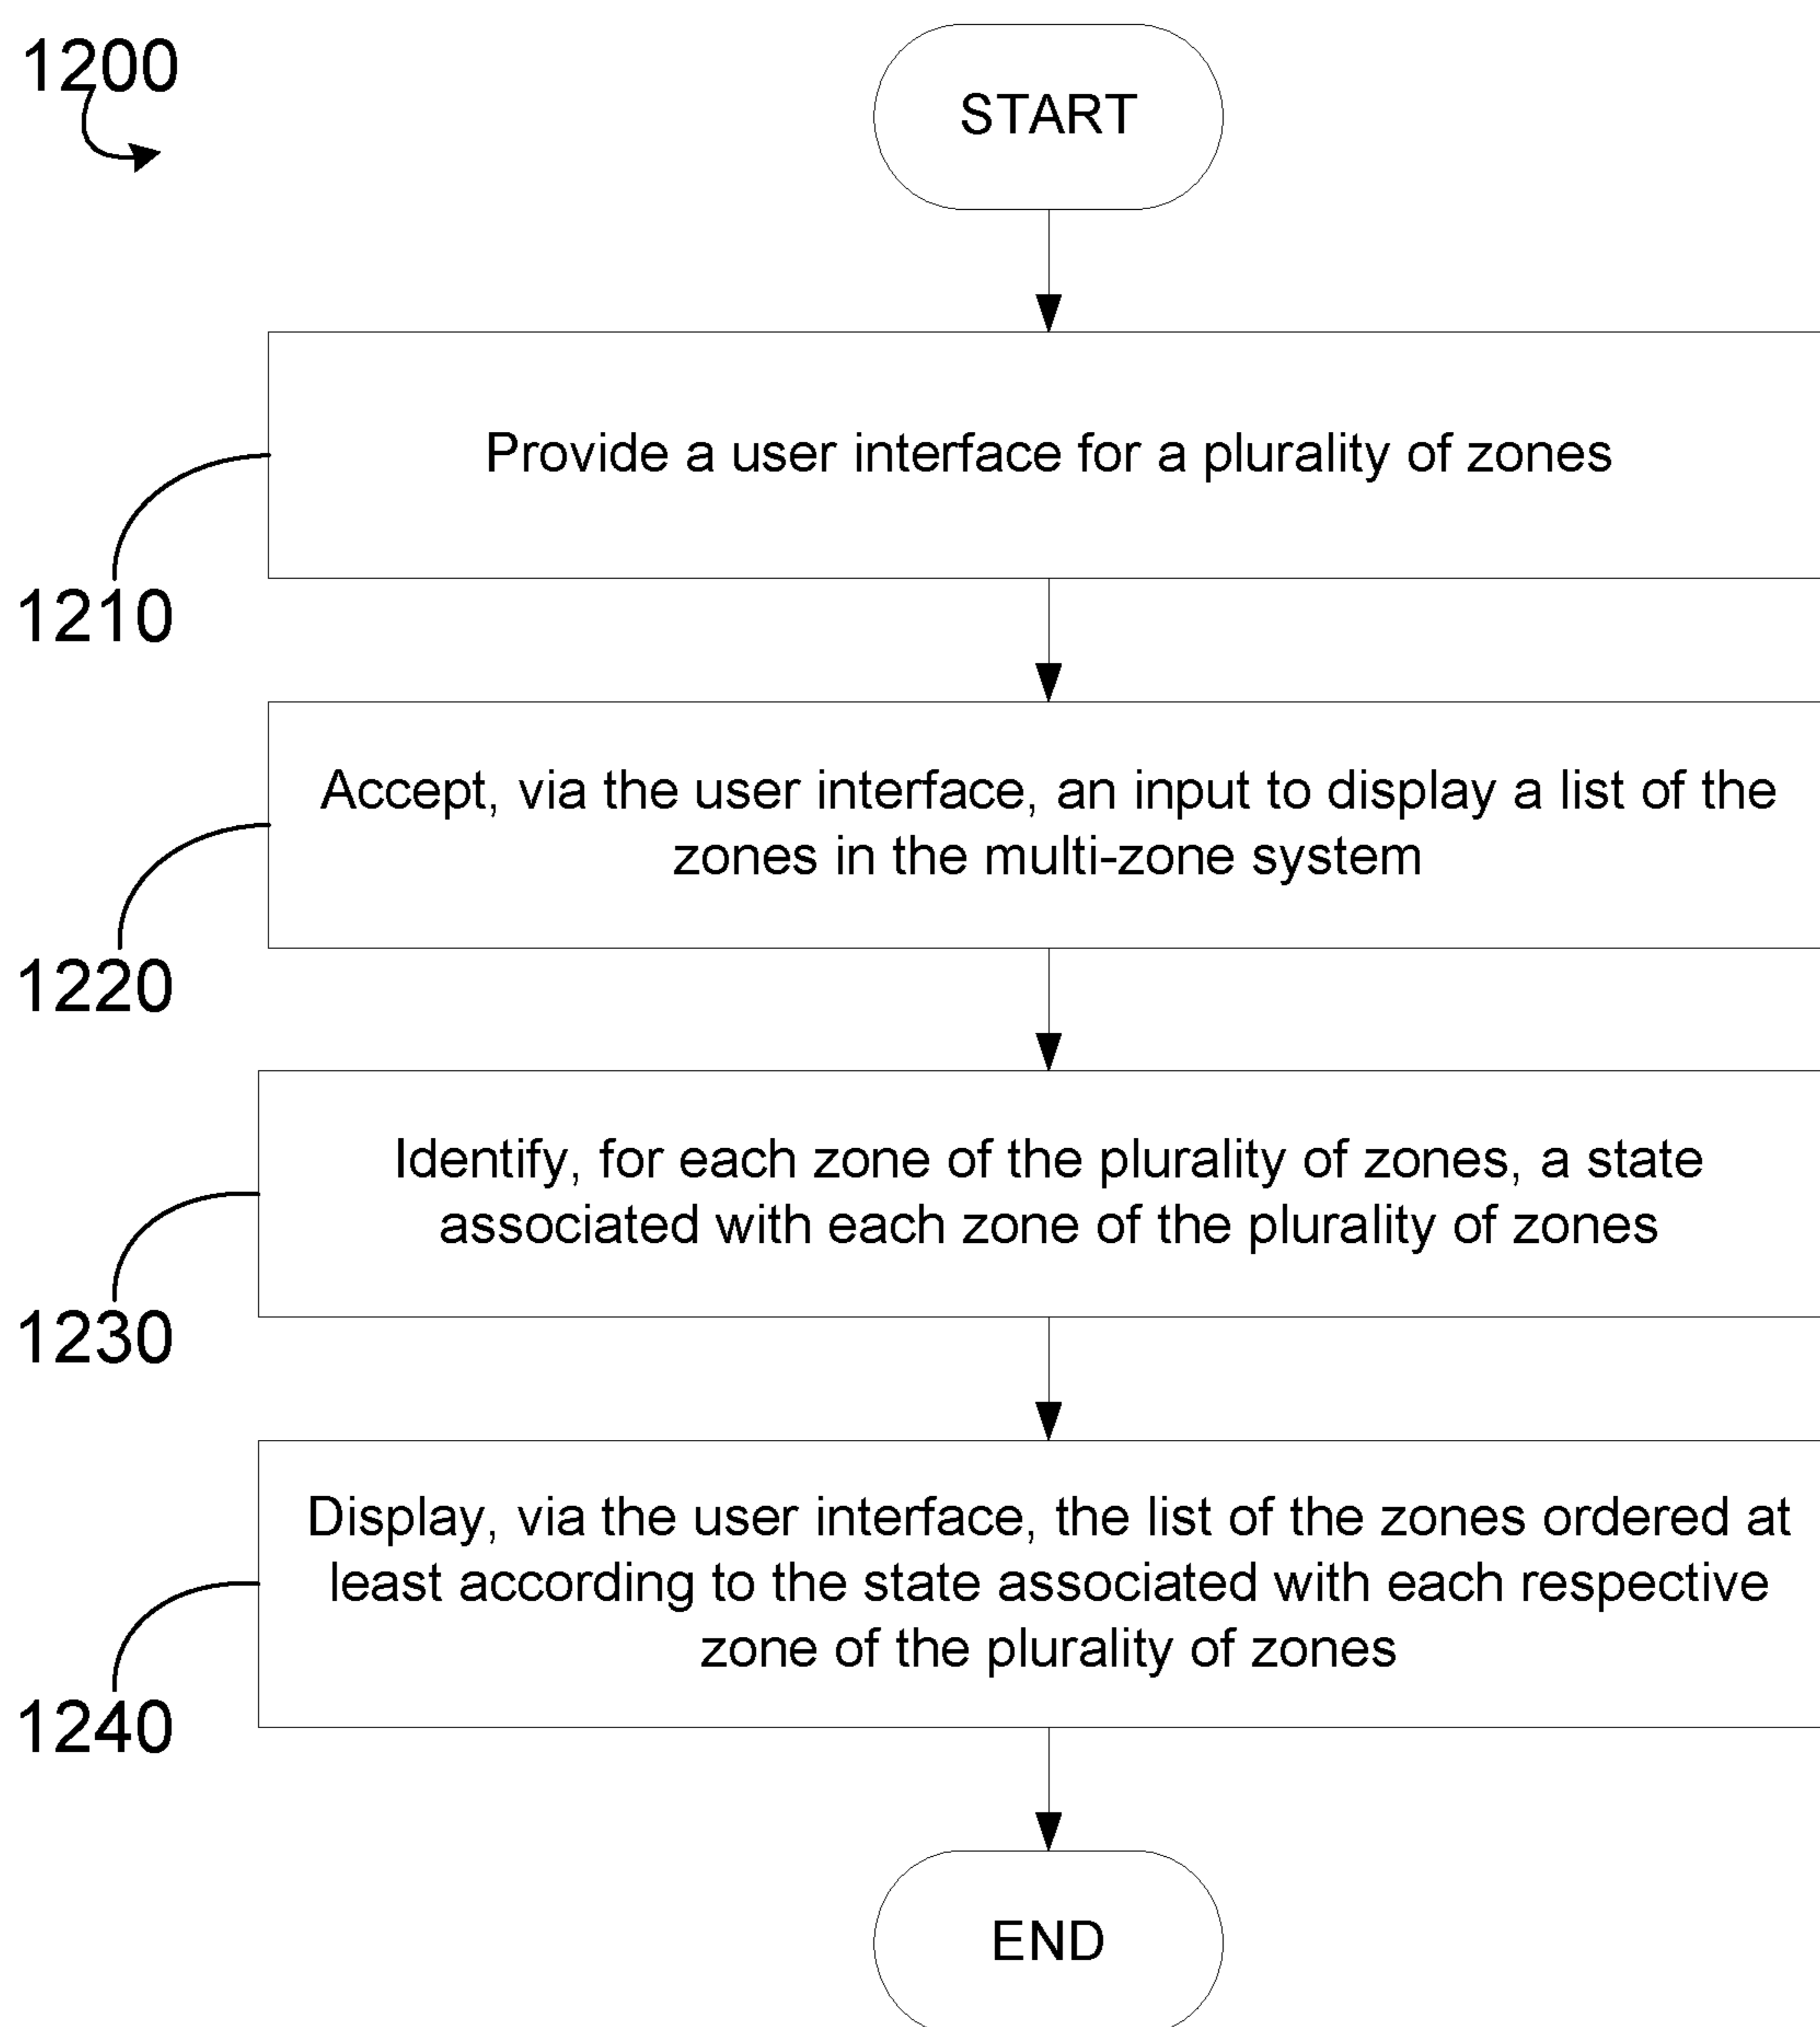 1200
START
Provide a user interface for a plurality of zones
1210
Accept, via the user interface, an input to display a list of the
zones in the multi-zone system
1220
Identify, for each zone of the plurality of zones, a state
associated with each zone of the plurality of zones
1230
Display, via the user interface, the list of the zones ordered at
least according to the state associated with each respective
zone of the plurality of zones
1240
END